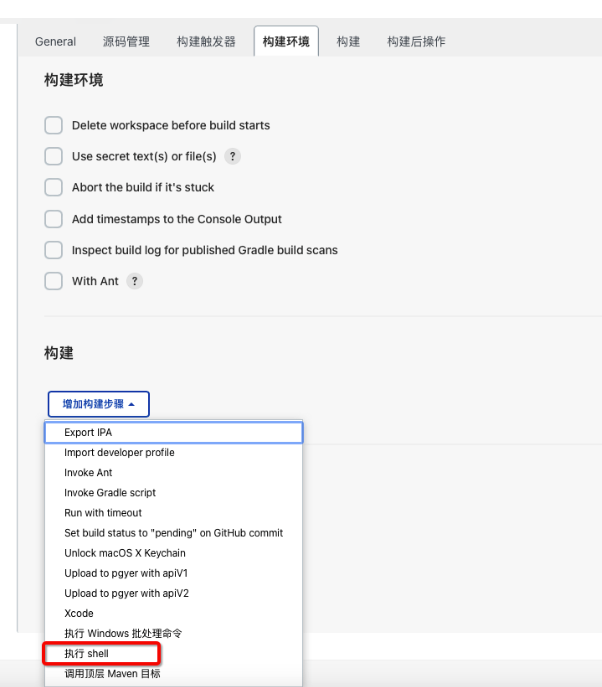 General 源码管理 构建触发器 构建环境 构建 构建后操作
构建环境
Delete workspace before build starts
Use secret text(s) or file(s) ?
Abort the build if it's stuck
Add timestamps to the Console Output
Inspect build log for published Gradle build scans
With Ant ?
构建
增加构建步骤
Export IPA
Import developer profile
Invoke Ant
Invoke Gradle script
Run with timeout
Set build status to "pending" on GitHub commit
Unlock macOS X Keychain
Upload to pgyer with apiV1
Upload to pgyer with apiV2
Xcode
执行 Windows 批处理命令
执行 shell
调用顶层 Maven 目标